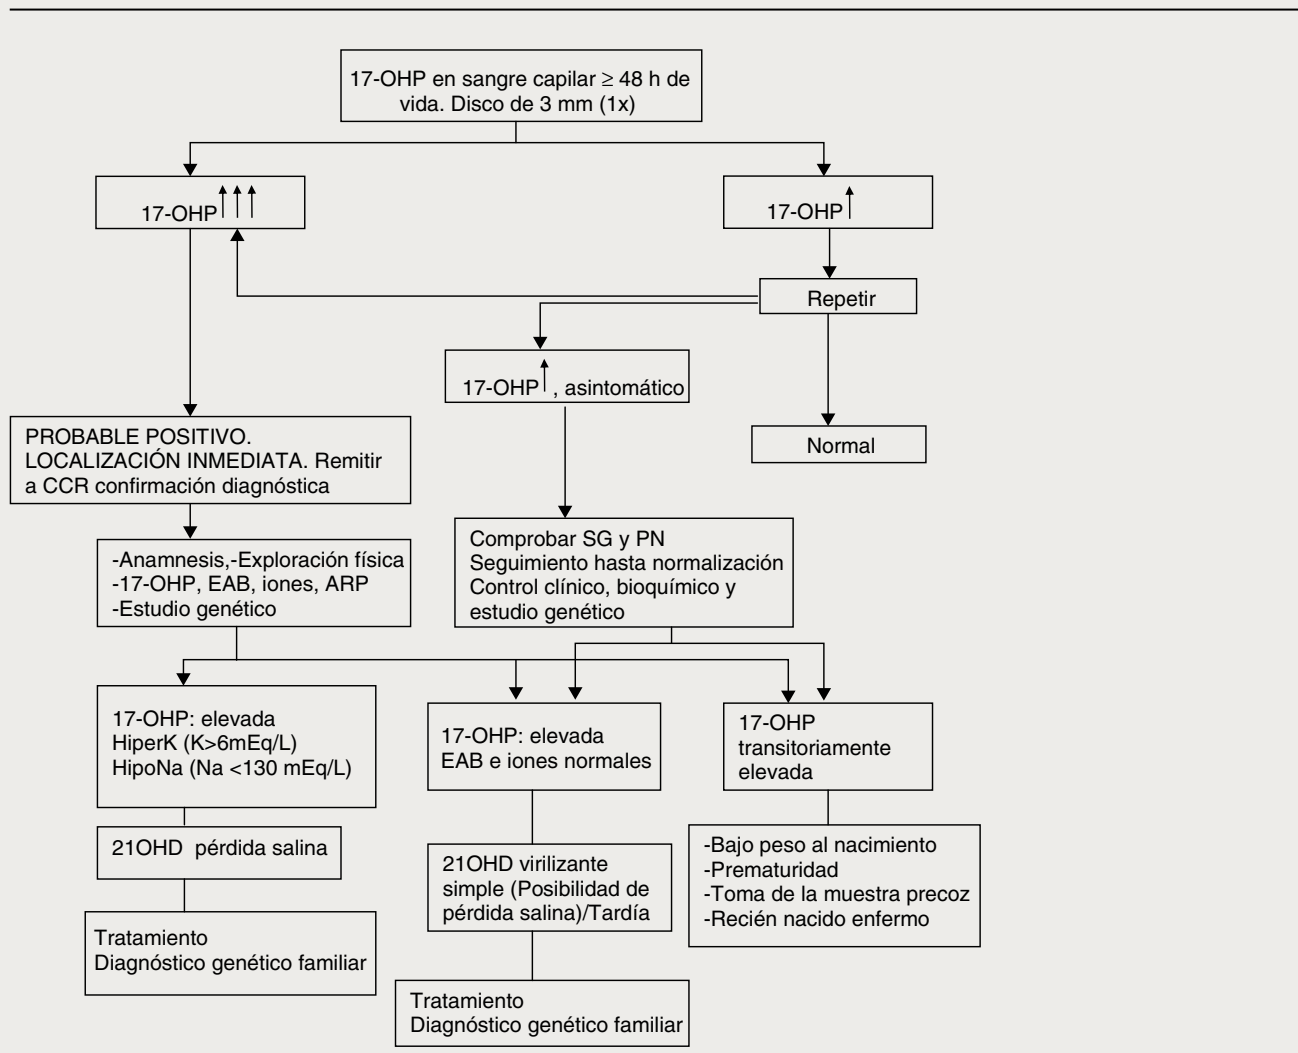 17-OHP en sangre capilar ≥ 48 h de
vida. Disco de 3 mm (1x)
17-OHP↑↑↑
17-OHP↑
Repetir
17-OHP↑, asintomático
Normal
PROBABLE POSITIVO.
LOCALIZACIÓN INMEDIATA. Remitir
a CCR confirmación diagnóstica
-Anamnesis,-Exploración física
-17-OHP, EAB, iones, ARP
-Estudio genético
Comprobar SG y PN
Seguimiento hasta normalización
Control clínico, bioquímico y
estudio genético
17-OHP: elevada
HiperK (K>6mEq/L)
HipoNa (Na <130 mEq/L)
17-OHP: elevada
EAB e iones normales
17-OHP
transitoriamente
elevada
21OHD pérdida salina
21OHD virilizante
simple (Posibilidad de
pérdida salina)/Tardía
-Bajo peso al nacimiento
-Prematuridad
-Toma de la muestra precoz
-Recién nacido enfermo
Tratamiento
Diagnóstico genético familiar
Tratamiento
Diagnóstico genético familiar